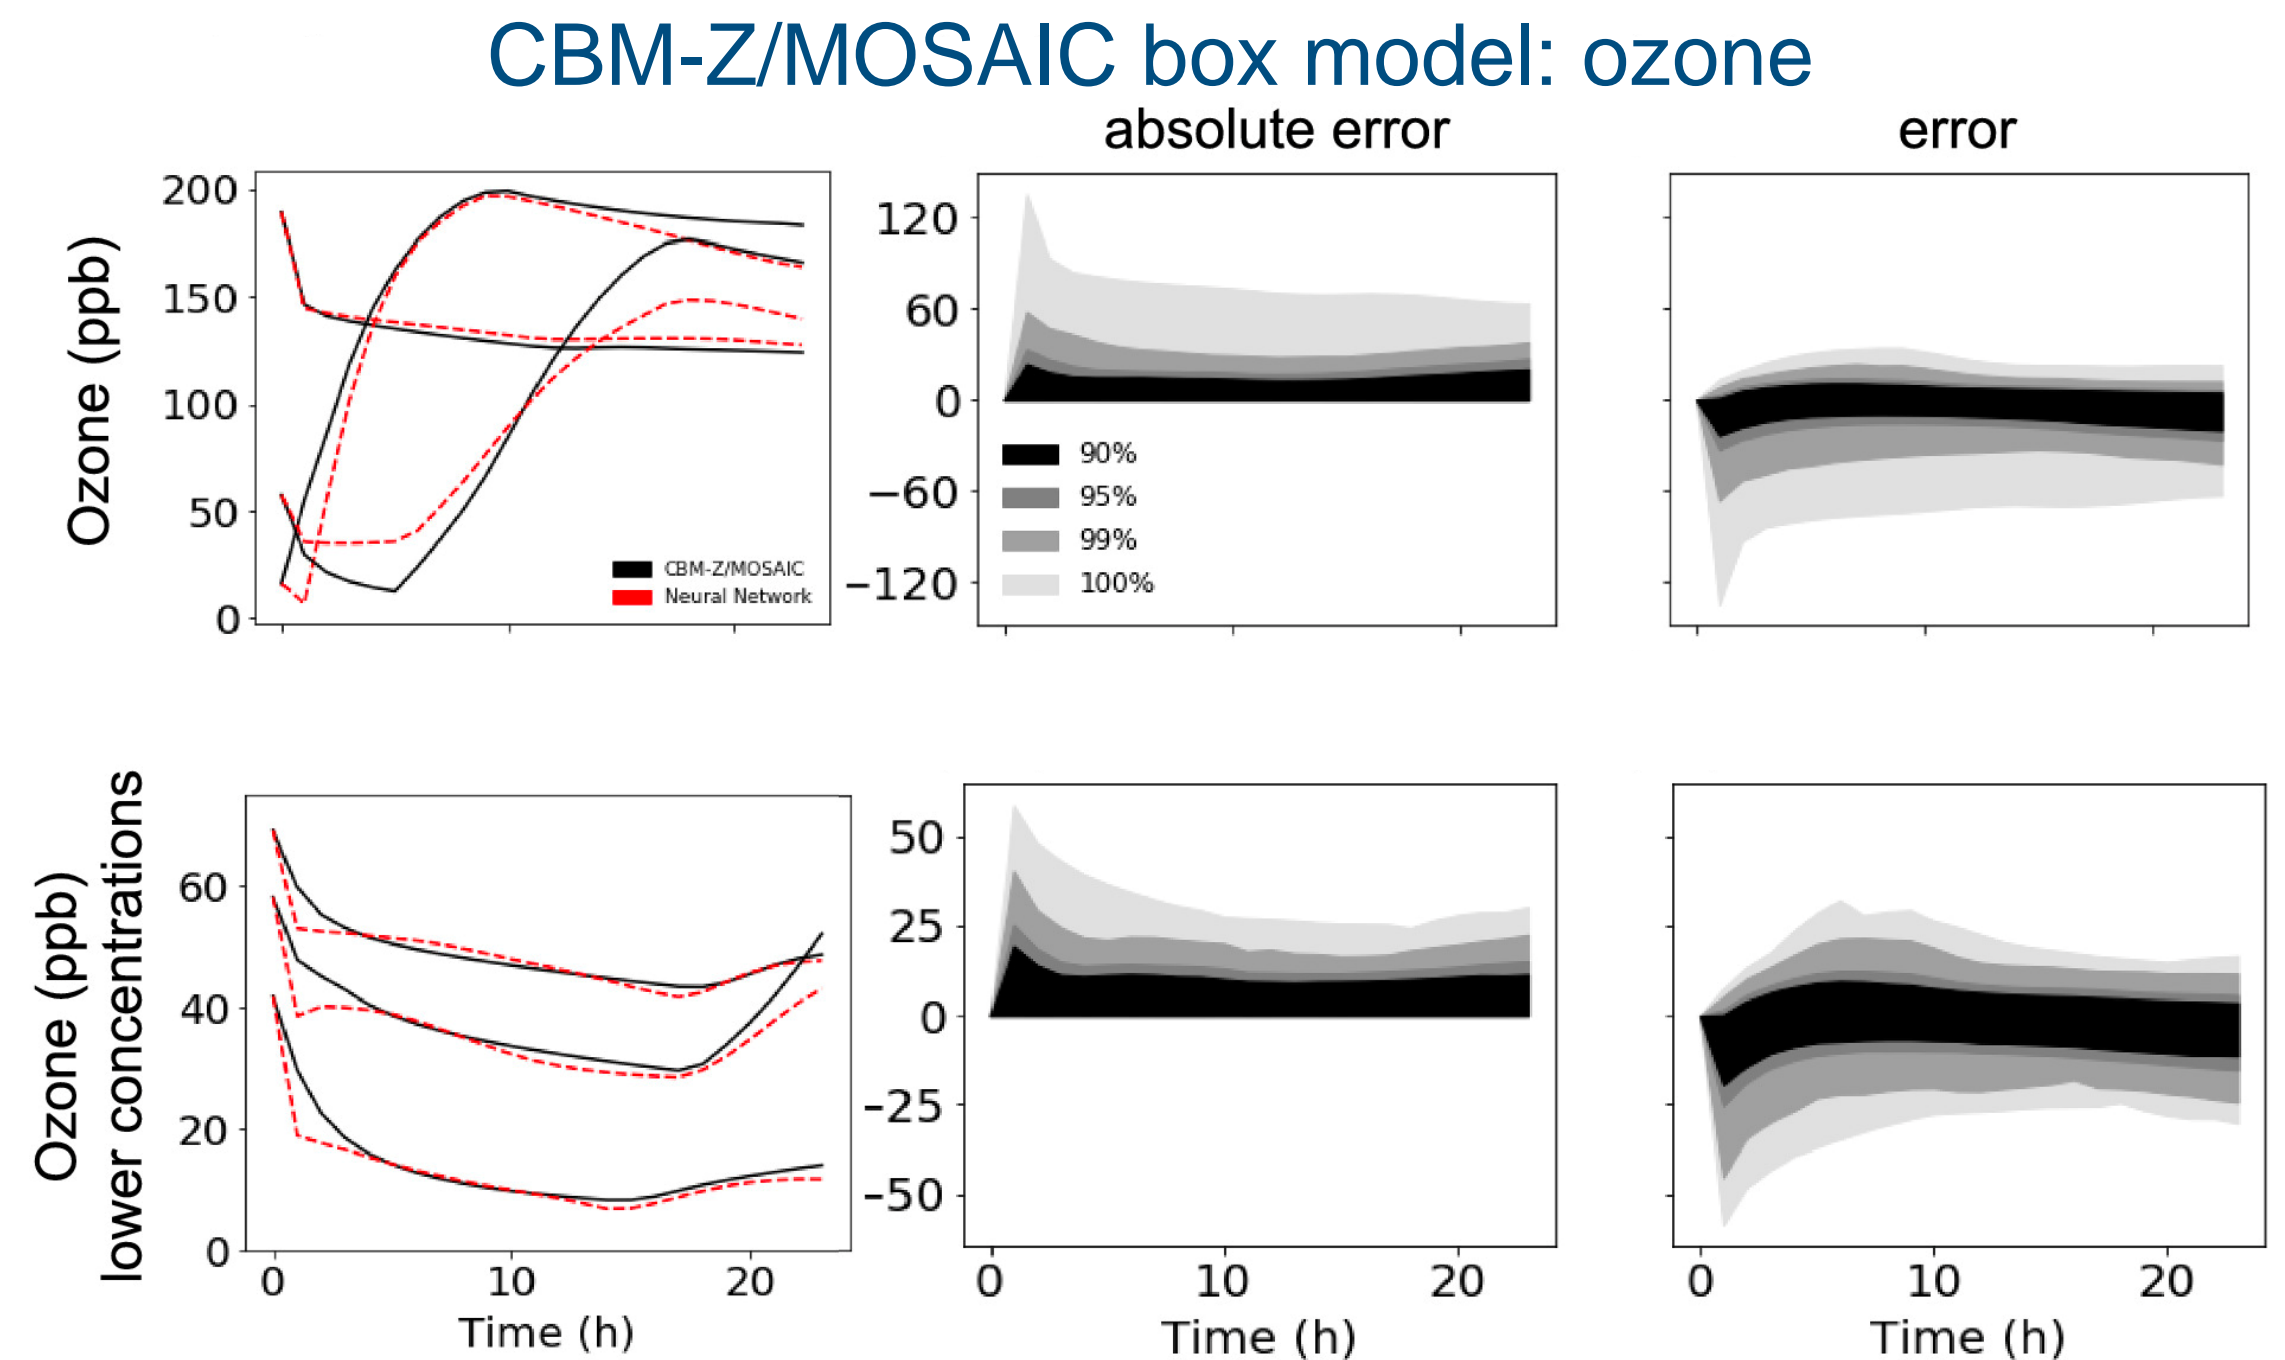 CBM-Z/MOSAIC box model: ozone
absolute error
error
Ozone (ppb)
200
150
100
50
0
CBM-Z/MOSAIC
Neural Network
120
60
0
−60
−120
90%
95%
99%
100%
Ozone (ppb)
lower concentrations
60
40
20
0
0 10 20
Time (h)
50
25
0
-25
-50
0 10 20
Time (h)
0 10 20
Time (h)